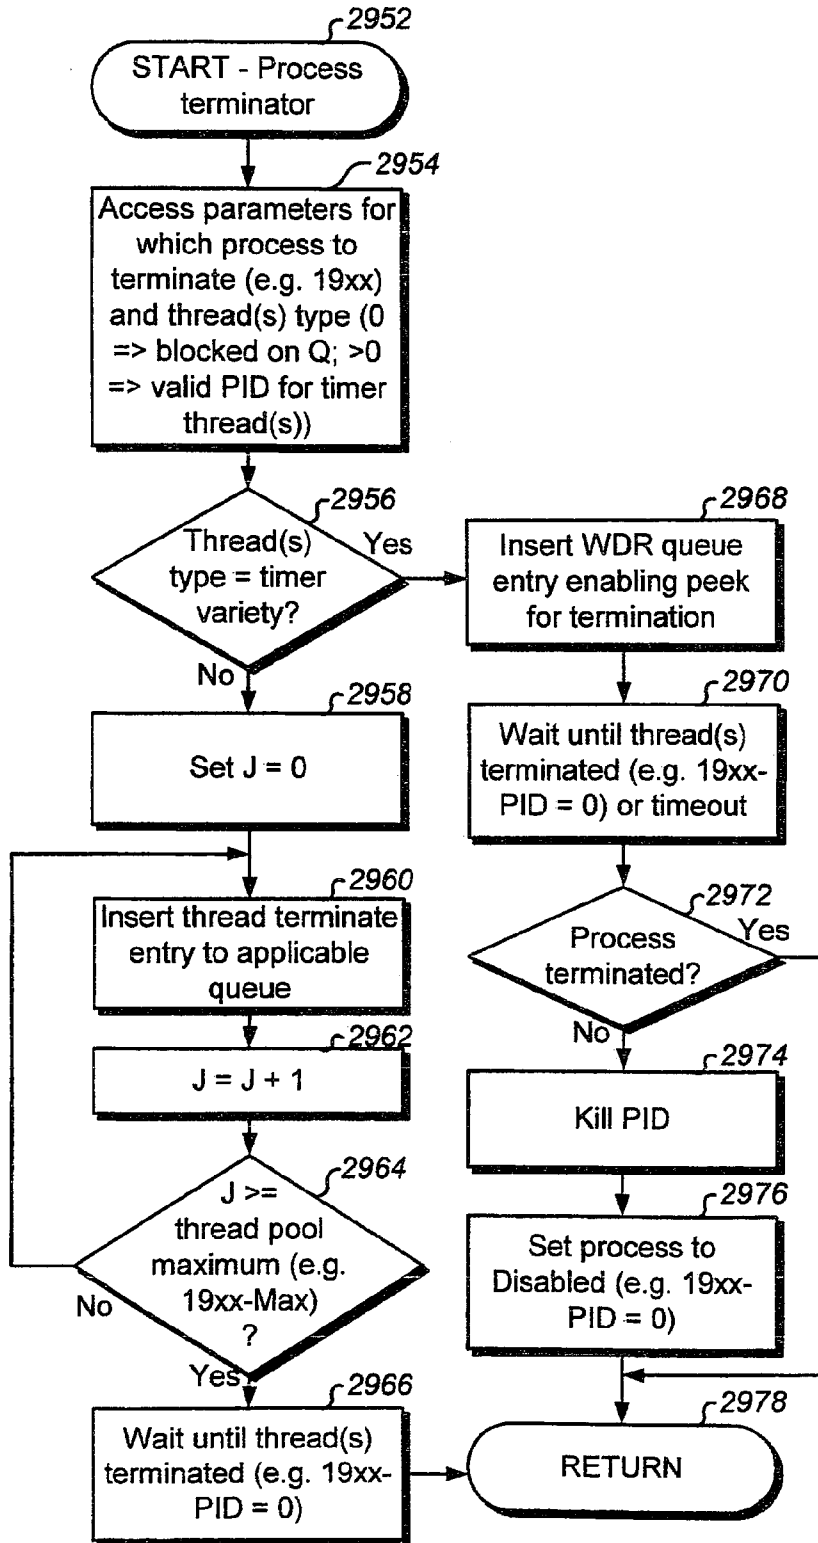 2952
START - Process
terminator
2954
Access parameters for
which process to
terminate (e.g. 19xx)
and thread(s) type (0
=> blocked on Q; >0
=> valid PID for timer
thread(s))
2956
Thread(s)
type = timer
variety?
Yes
No
2968
Insert WDR queue
entry enabling peek
for termination
2958
Set J = 0
2970
Wait until thread(s)
terminated (e.g. 19xx-
PID = 0) or timeout
2960
Insert thread terminate
entry to applicable
queue
2972
Process
terminated?
Yes
No
2962
J = J + 1
2974
Kill PID
2964
J >=
thread pool
maximum (e.g.
19xx-Max)
?
No
Yes
2976
Set process to
Disabled (e.g. 19xx-
PID = 0)
2966
Wait until thread(s)
terminated (e.g. 19xx-
PID = 0)
2978
RETURN